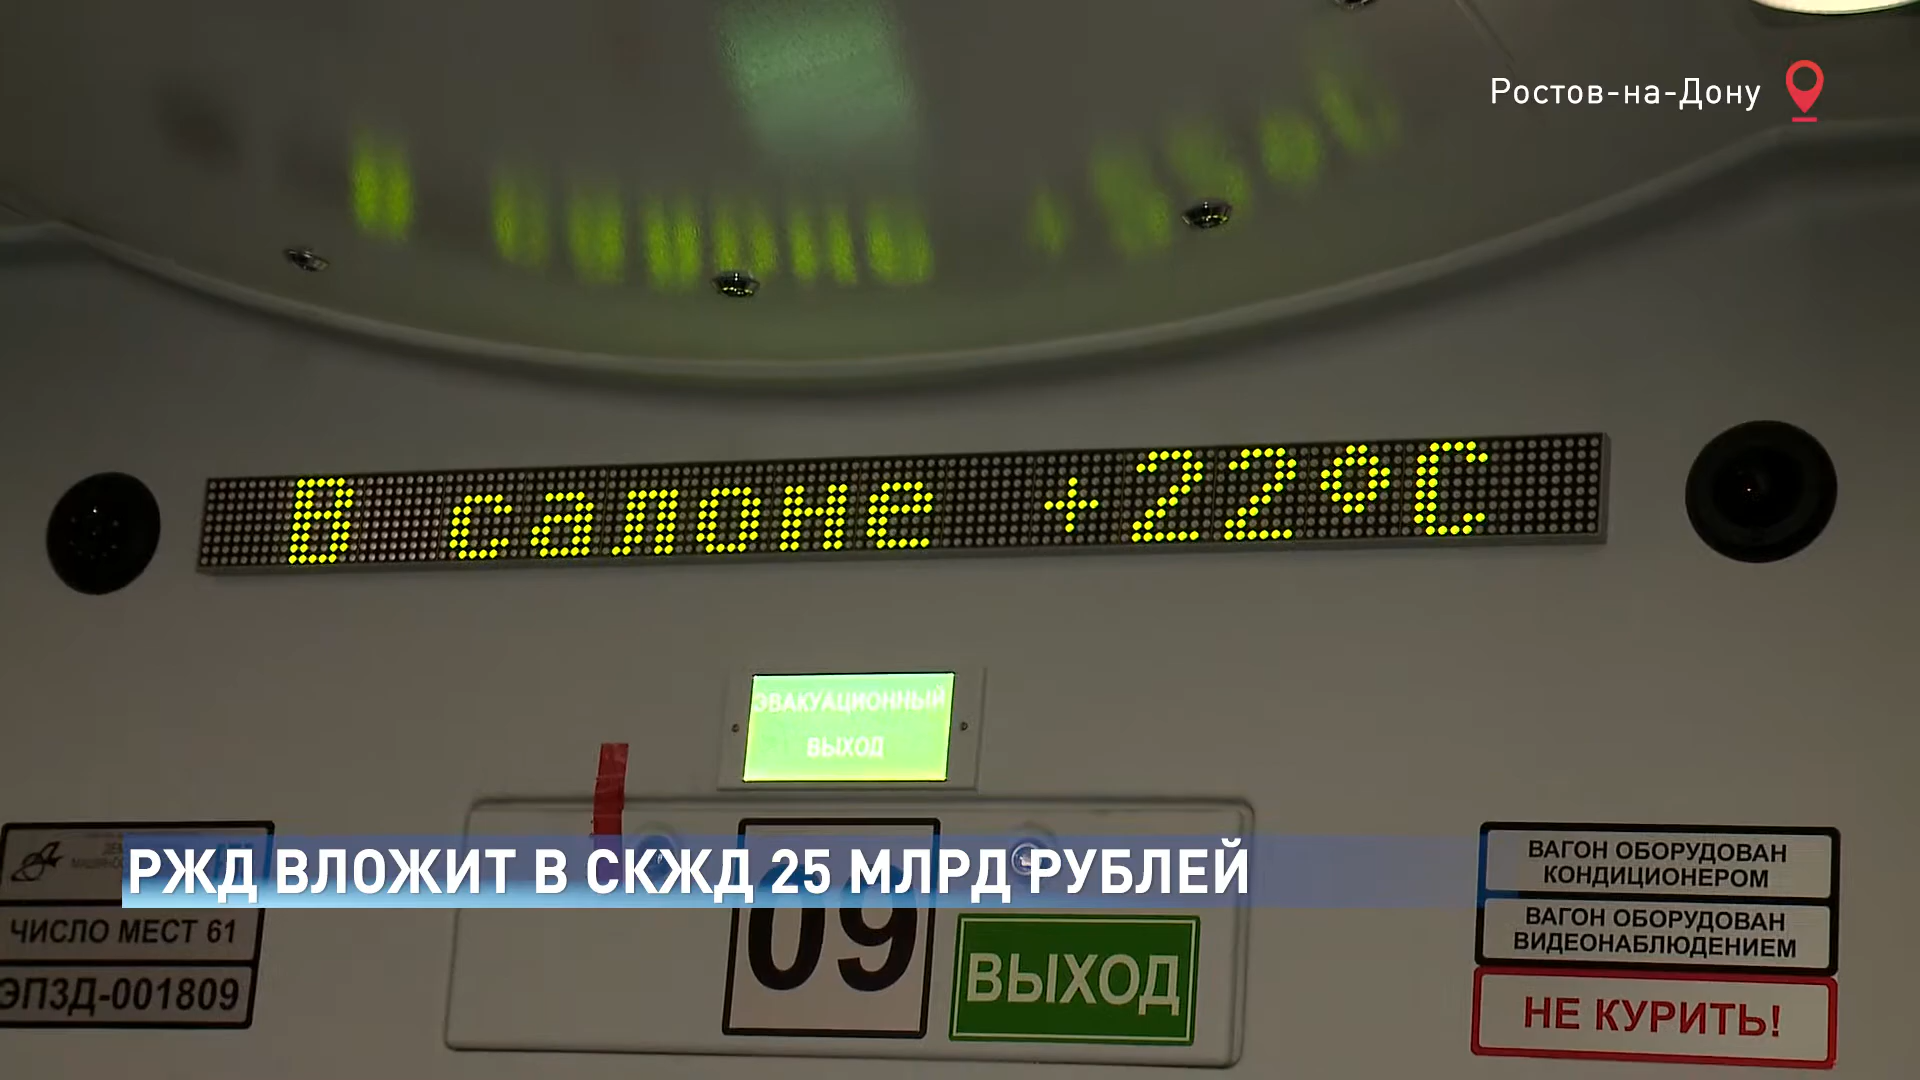 Ростов-на-Дону
В салоне +22°С
ЭВАКУАЦИОННЫЙ
ВЫХОД
РЖД ВЛОЖИТ В СКЖД 25 МЛРД РУБЛЕЙ
09
ВЫХОД
ЧИСЛО МЕСТ 61
ЭП3Д-001809
ВАГОН ОБОРУДОВАН
КОНДИЦИОНЕРОМ
ВАГОН ОБОРУДОВАН
ВИДЕОНАБЛЮДЕНИЕМ
НЕ КУРИТЬ!